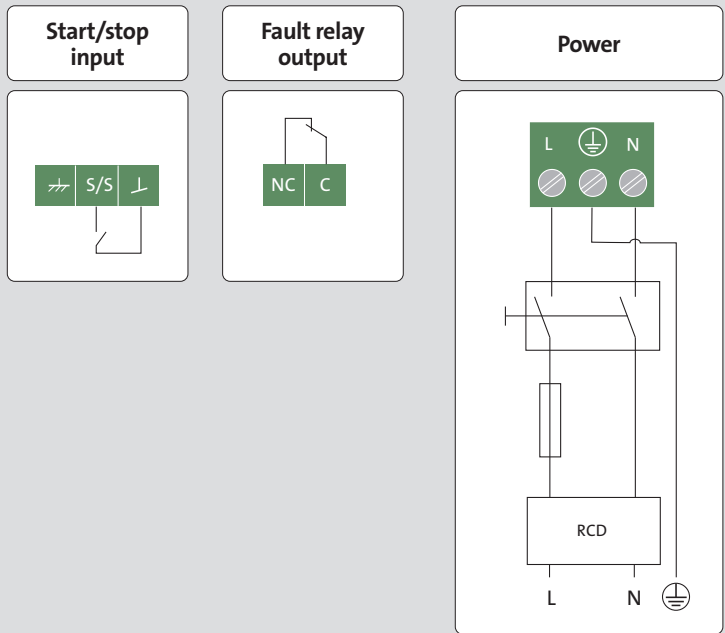 Start/stop
input
Fault relay
output
Power
S/S
NC C
L N
RCD
L N